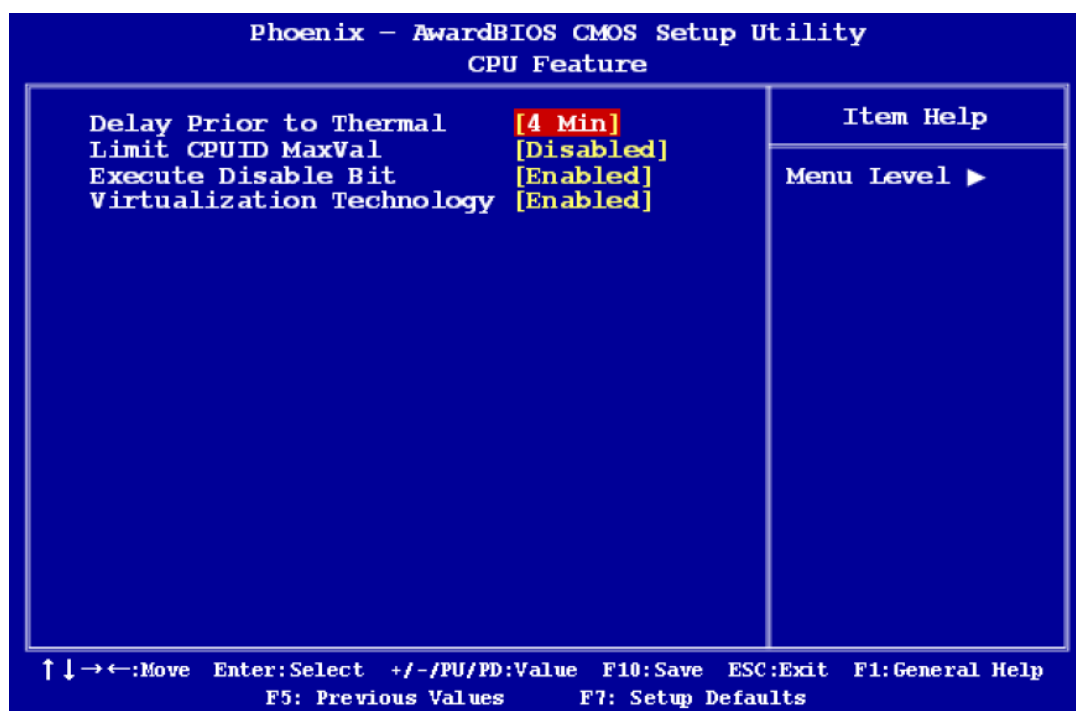 Phoenix – AwardBIOS CMOS Setup Utility
CPU Feature
Delay Prior to Thermal [4 Min]
Limit CPUID MaxVal [Disabled]
Execute Disable Bit [Enabled]
Virtualization Technology [Enabled]
Item Help
Menu Level ▶
↑↓→←:Move Enter:Select +/-/PU/PD:Value F10:Save ESC:Exit F1:General Help
F5: Previous Values F7: Setup Defaults